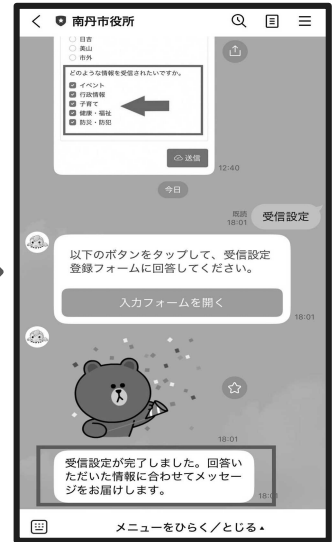 南丹市役所
日吉
美山
市外
どのような情報を受信されたいですか。
イベント
行政情報
子育て
健康・福祉
防災・防犯
送信
12:40
今日
既読
18:01
受信設定
以下のボタンをタップして、受信設定
登録フォームに回答してください。
入力フォームを開く
18:01
18:01
受信設定が完了しました。回答い
ただいた情報に合わせてメッセー
ジをお届けします。
18:01
メニューをひらく／とじる▲